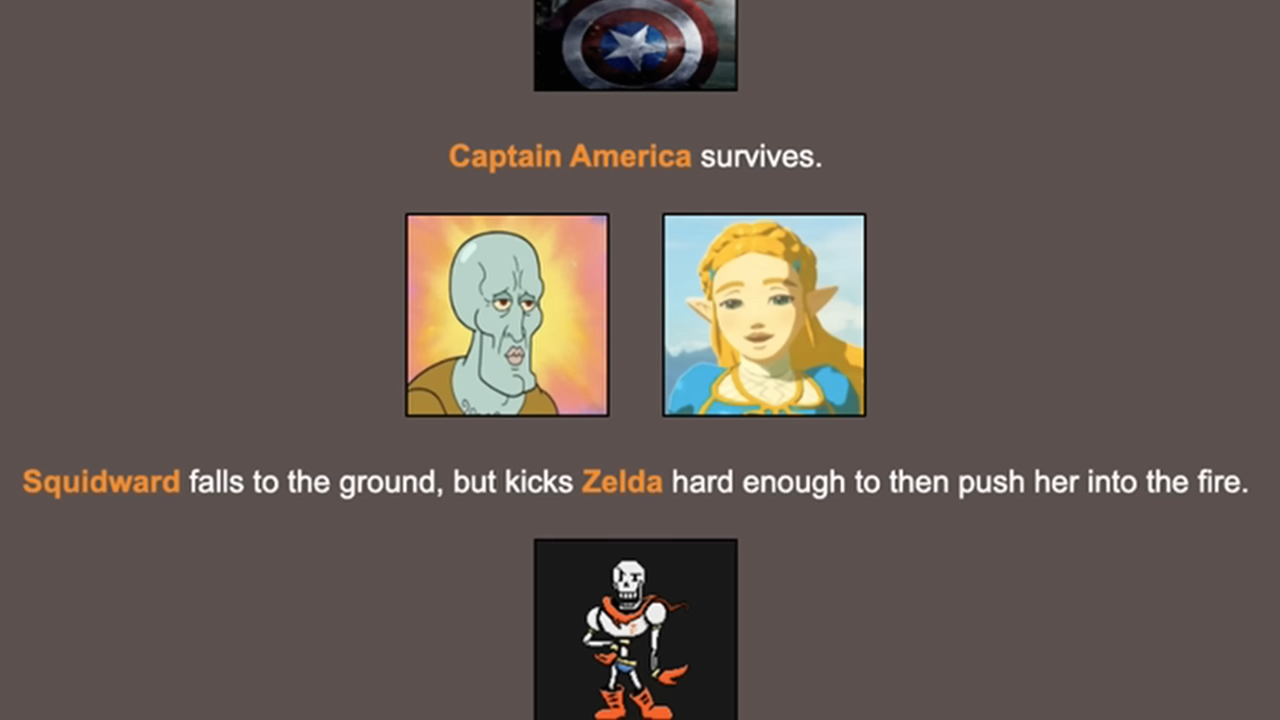 Captain America survives.
Squidward falls to the ground, but kicks Zelda hard enough to then push her into the fire.